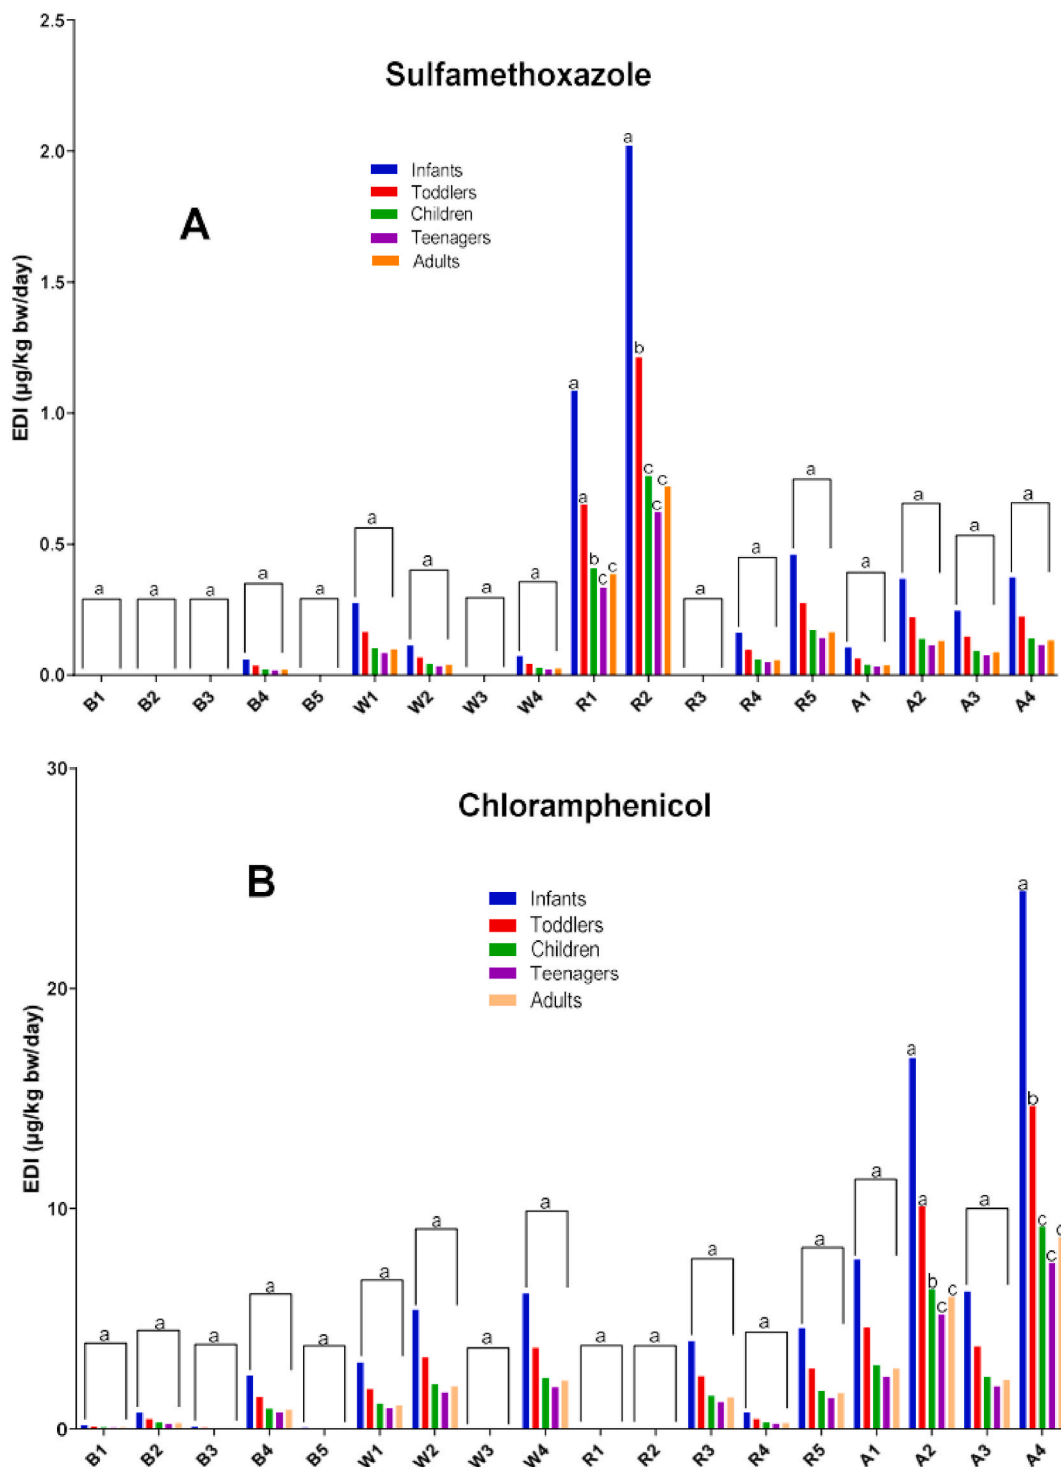 2.5
Sulfamethoxazole
2.0
a
Infants
Toddlers
Children
Teenagers
Adults
A
EDI (µg/kg bw/day)
1.5
b
1.0
a
0.5
a a b c c
c c c
a a a a a a a a a a a a a a a a
0.0
B1 B2 B3 B4 B5 W1 W2 W3 W4 R1 R2 R3 R4 R5 A1 A2 A3 A4
30
Chloramphenicol
B
Infants
Toddlers
Children
Teenagers
Adults
EDI (µg/kg bw/day)
20
a
a
b
10
a b c c
c c c
a a a a a a a a a a a a a a a a
0
B1 B2 B3 B4 B5 W1 W2 W3 W4 R1 R2 R3 R4 R5 A1 A2 A3 A4